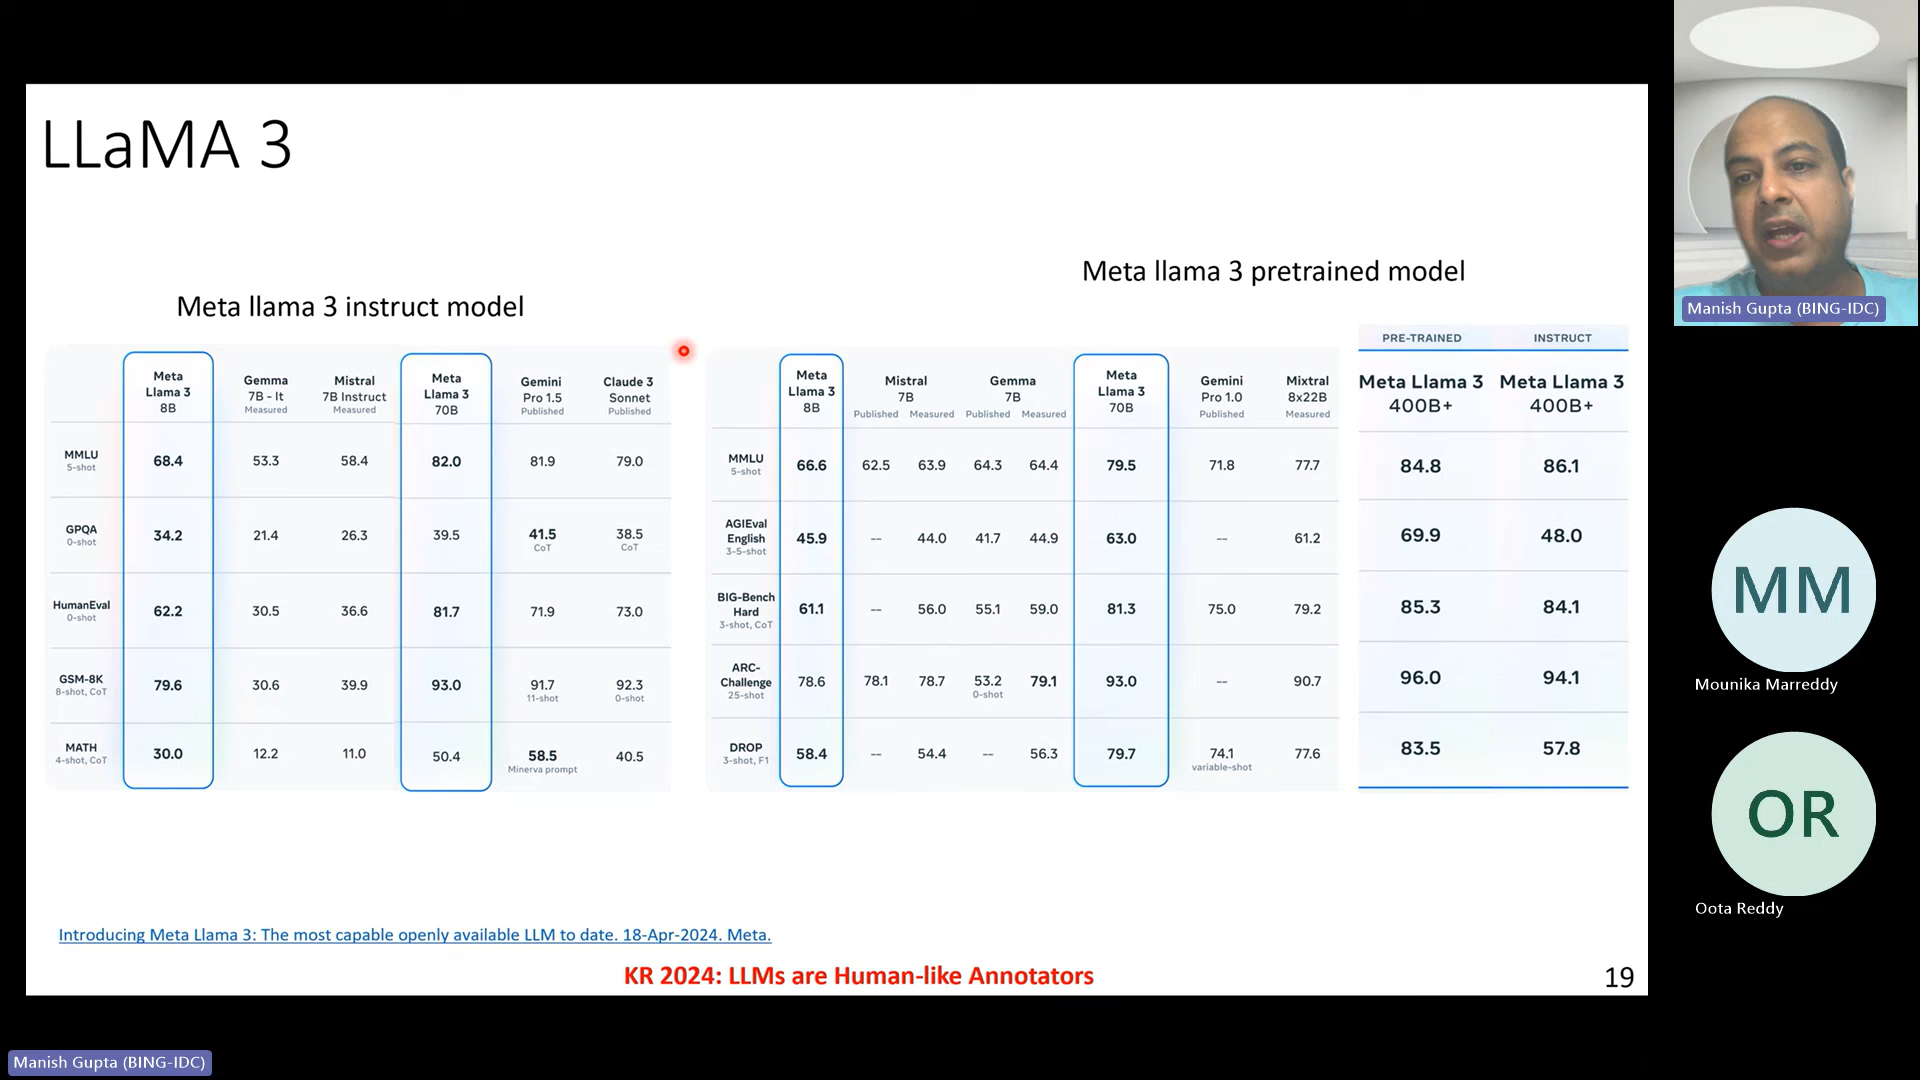 LLaMA 3
Meta llama 3 instruct model
Meta Llama 3 8B | Gemma 7B - It Measured | Mistral 7B Instruct Measured | Meta Llama 3 70B | Gemini Pro 1.5 Published | Claude 3 Sonnet Published
MMLU 5-shot | 68.4 | 53.3 | 58.4 | 82.0 | 81.9 | 79.0
GPQA 0-shot | 34.2 | 21.4 | 26.3 | 39.5 | 41.5 CoT | 38.5 CoT
HumanEval 0-shot | 62.2 | 30.5 | 36.6 | 81.7 | 71.9 | 73.0
GSM-8K 8-shot, CoT | 79.6 | 30.6 | 39.9 | 93.0 | 91.7 11-shot | 92.3 0-shot
MATH 4-shot, CoT | 30.0 | 12.2 | 11.0 | 50.4 | 58.5 Minerva prompt | 40.5
Meta llama 3 pretrained model
Meta Llama 3 8B | Mistral 7B Published Measured | Gemma 7B Published Measured | Meta Llama 3 70B | Gemini Pro 1.0 Published | Mixtral 8x22B Measured
MMLU 5-shot | 66.6 | 62.5 | 63.9 | 64.3 | 64.4 | 79.5 | 71.8 | 77.7
AGIEval English 3-5-shot | 45.9 | -- | 44.0 | 41.7 | 44.9 | 63.0 | -- | 61.2
BIG-Bench Hard 3-shot, CoT | 61.1 | -- | 56.0 | 55.1 | 59.0 | 81.3 | 75.0 | 79.2
ARC-Challenge 25-shot | 78.6 | 78.1 | 78.7 | 53.2 0-shot | 79.1 | 93.0 | -- | 90.7
DROP 3-shot, F1 | 58.4 | -- | 54.4 | -- | 56.3 | 79.7 | 74.1 variable-shot | 77.6
PRE-TRAINED | INSTRUCT
Meta Llama 3 400B+ | Meta Llama 3 400B+
84.8 | 86.1
69.9 | 48.0
85.3 | 84.1
96.0 | 94.1
83.5 | 57.8
Introducing Meta Llama 3: The most capable openly available LLM to date. 18-Apr-2024. Meta.
KR 2024: LLMs are Human-like Annotators
19
Manish Gupta (BING-IDC)
MM
Mounika Marreddy
OR
Oota Reddy
Manish Gupta (BING-IDC)